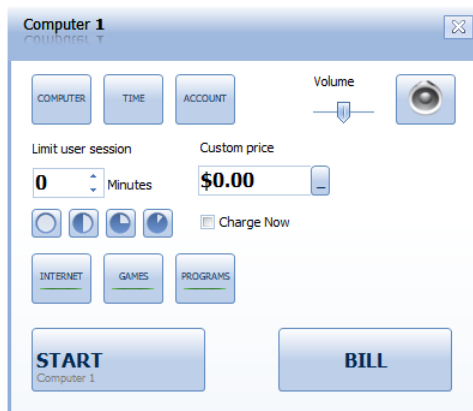 Computer 1
COMPUTER
TIME
ACCOUNT
Volume
Limit user session
Custom price
0
Minutes
$0.00
_
Charge Now
INTERNET
GAMES
PROGRAMS
START
Computer 1
BILL